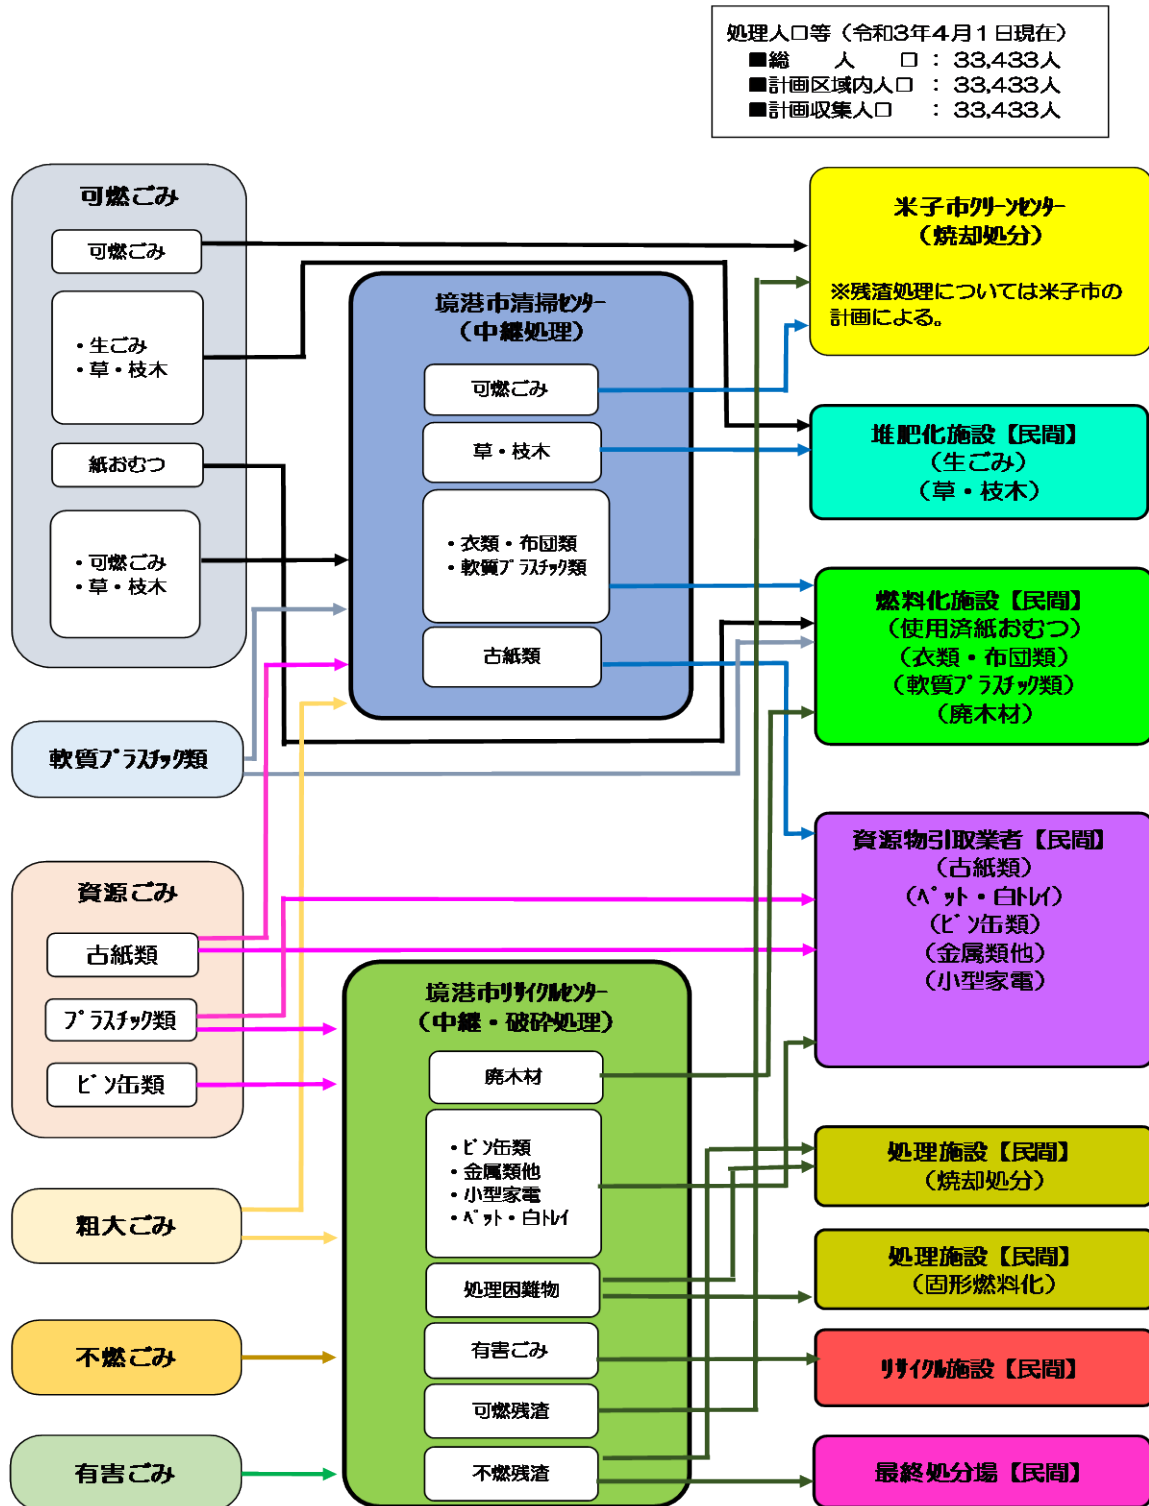 処理人口等（令和3年4月1日現在）
■総　人　口：33,433人
■計画区域内人口：33,433人
■計画収集人口：33,433人
可燃ごみ
可燃ごみ
・生ごみ
・草・枝木
紙おむつ
・可燃ごみ
・草・枝木
軟質プラスチック類
資源ごみ
古紙類
プラスチック類
ビン缶類
粗大ごみ
不燃ごみ
有害ごみ
境港市清掃センター
（中継処理）
可燃ごみ
草・枝木
・衣類・布団類
・軟質プラスチック類
古紙類
境港市リサイクルセンター
（中継・破砕処理）
廃木材
・ビン缶類
・金属類他
・小型家電
・ペット・白トレイ
処理困難物
有害ごみ
可燃残渣
不燃残渣
米子市クリーンセンター
（焼却処分）
※残渣処理については米子市の
計画による。
堆肥化施設【民間】
（生ごみ）
（草・枝木）
燃料化施設【民間】
（使用済紙おむつ）
（衣類・布団類）
（軟質プラスチック類）
（廃木材）
資源物引取業者【民間】
（古紙類）
（ペット・白トレイ）
（ビン缶類）
（金属類他）
（小型家電）
処理施設【民間】
（焼却処分）
処理施設【民間】
（固形燃料化）
リサイクル施設【民間】
最終処分場【民間】